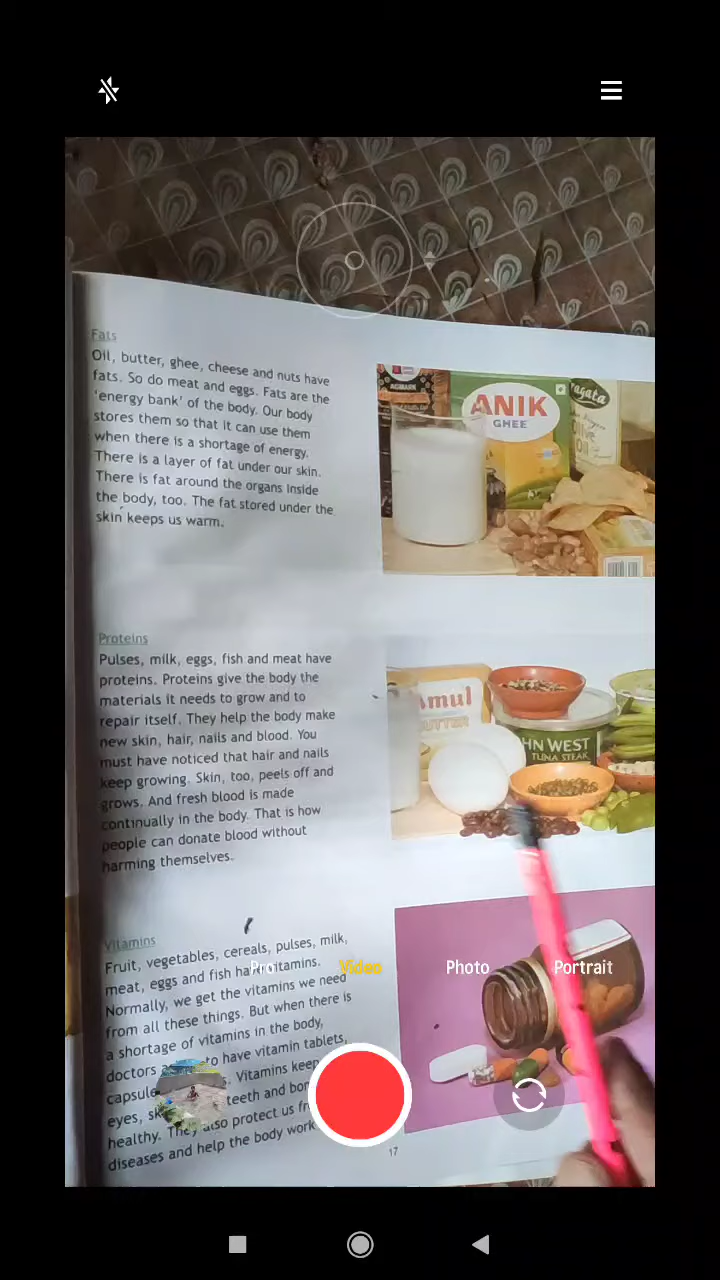 Fats
Oil, butter, ghee, cheese and nuts have
fats. So do meat and eggs. Fats are the
'energy bank' of the body. Our body
stores them so that it can use them
when there is a shortage of energy.
There is a layer of fat under our skin.
There is fat around the organs inside
the body, too. The fat stored under the
skin keeps us warm.
AGMARK
ANIK
GHEE
Proteins
Pulses, milk, eggs, fish and meat have
proteins. Proteins give the body the
materials it needs to grow and to
repair itself. They help the body make
new skin, hair, nails and blood. You
must have noticed that hair and nails
keep growing. Skin, too, peels off and
grows. And fresh blood is made
continually in the body. That is how
people can donate blood without
harming themselves.
TUNA STEAK
Vitamins
Fruit, vegetables, cereals, pulses, milk,
meat, eggs and fish vitamins.
Pro
Video
Photo
Portrait
Normally, we get the vitamins we need
from all these things. But when there is
a shortage of vitamins in the body,
doctors to have vitamin tablets,
Vitamins keep
eyes, teeth and
healthy. They also protect us
diseases and help the body work
17